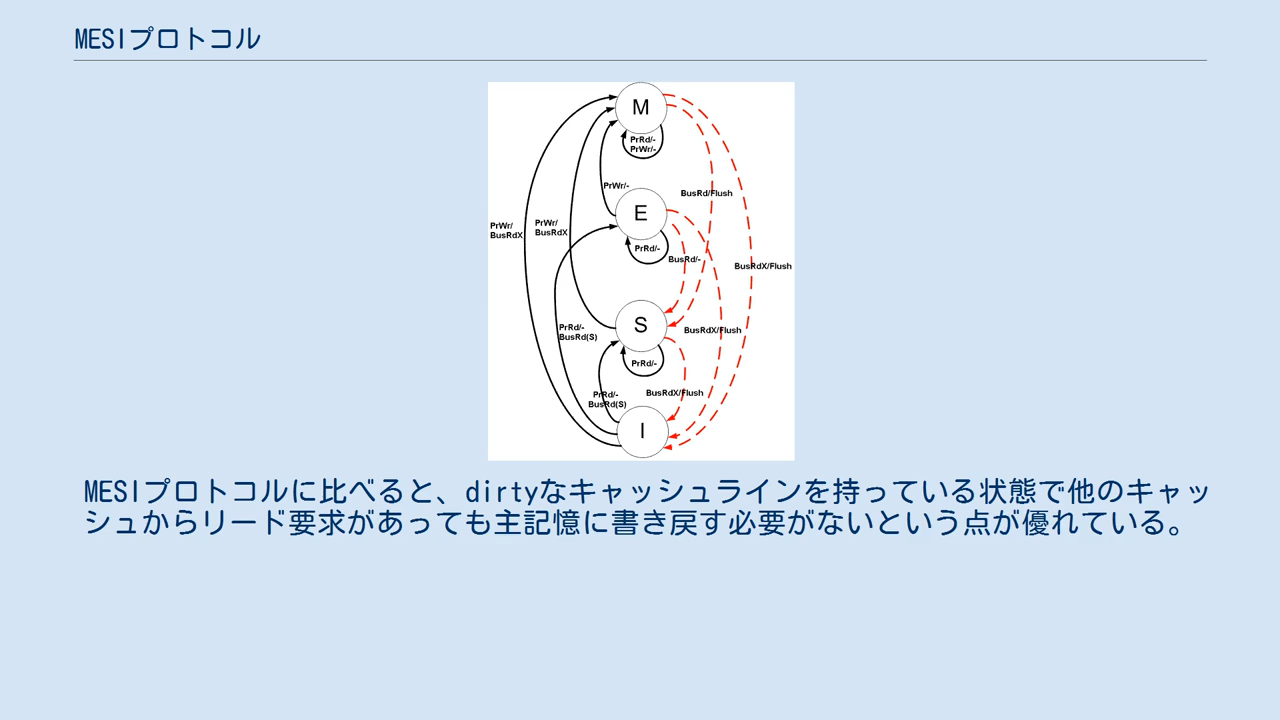 MESIプロトコル
M
PrRd/-
PrWr/-
PrWr/-
BusRd/Flush
E
PrWr/
BusRdX
PrWr/
BusRdX
PrRd/-
BusRd/-
BusRdX/Flush
S
PrRd/-
BusRd(S)
BusRdX/Flush
PrRd/-
PrRd/-
BusRd(S)
BusRdX/Flush
I
MESIプロトコルに比べると、dirtyなキャッシュラインを持っている状態で他のキャッ
シュからリード要求があっても主記憶に書き戻す必要がないという点が優れている。